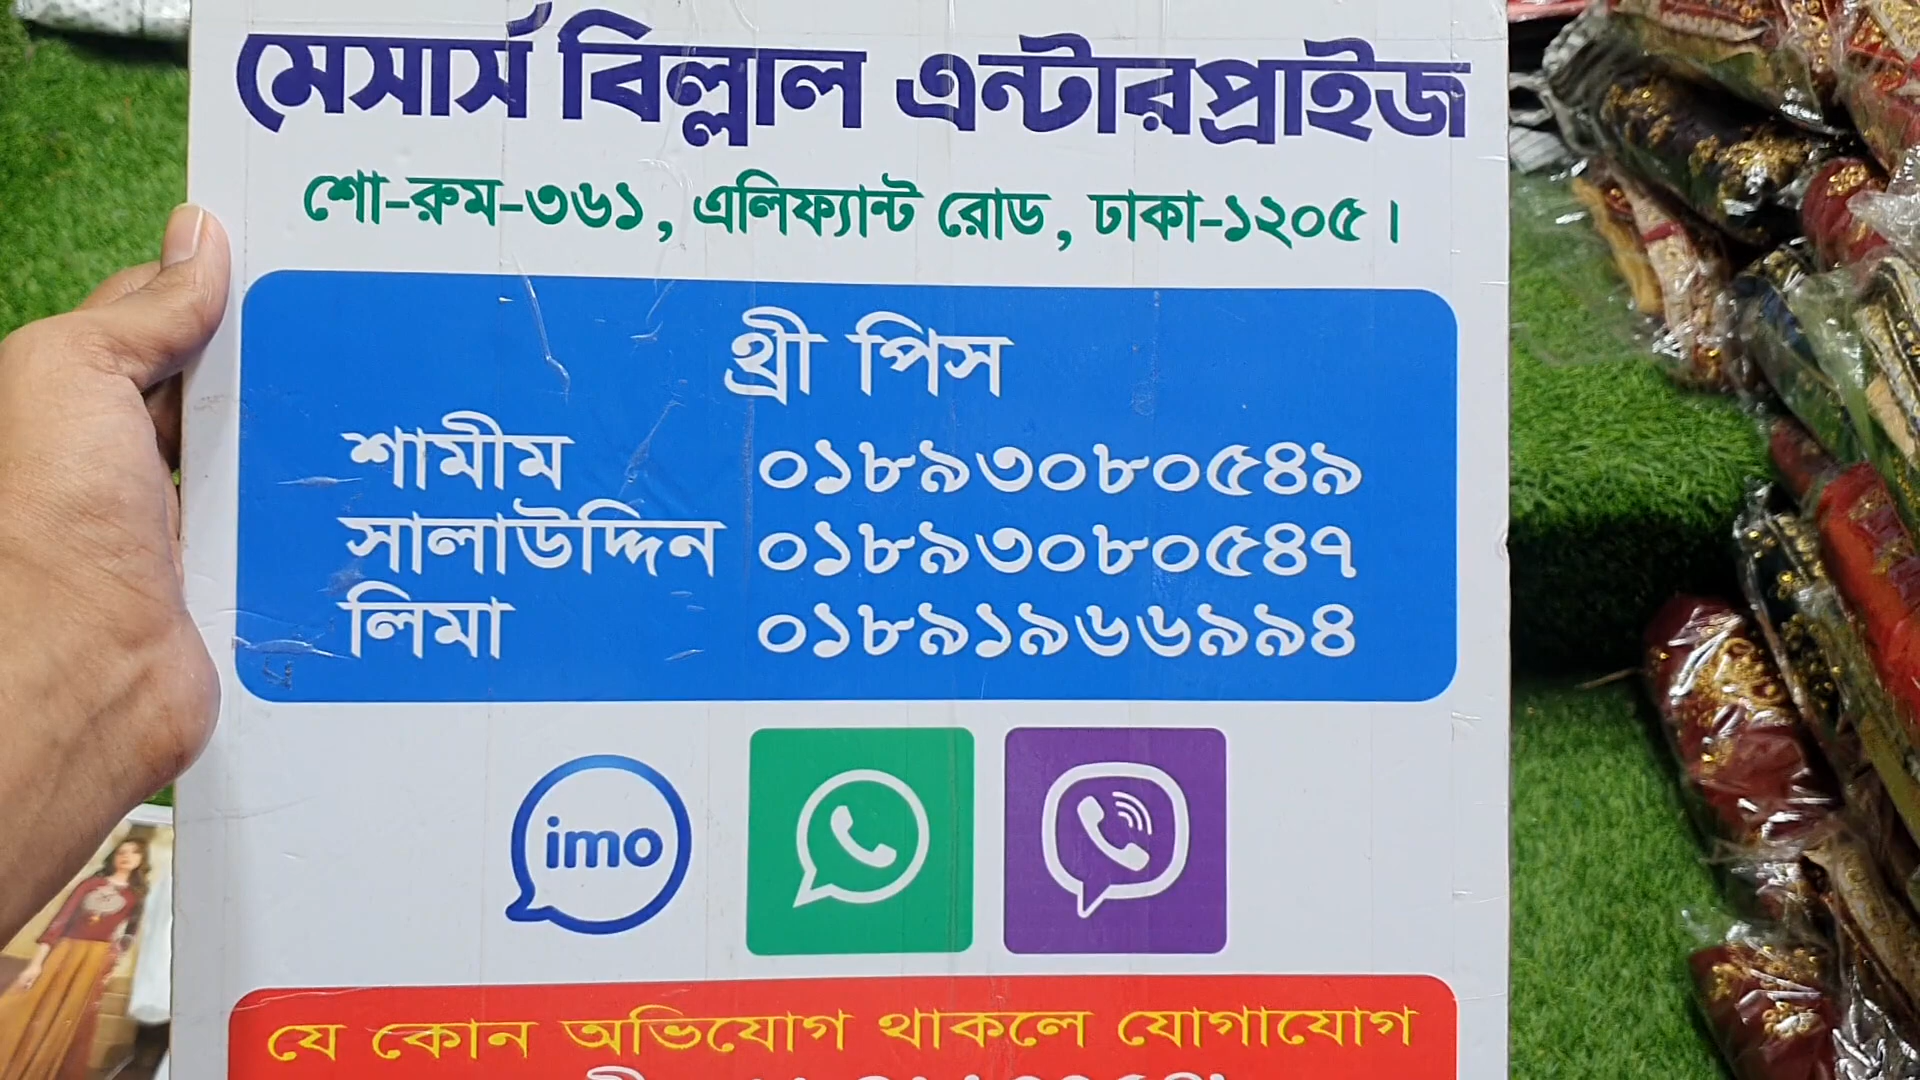 মেসার্স বিল্লাল এন্টারপ্রাইজ
শো-রুম-৩৬১, এলিফ্যান্ট রোড, ঢাকা-১২০৫।
থ্রী পিস
শামীম ০১৮৯৩০৮০৫৪৯
সালাউদ্দিন ০১৮৯৩০৮০৫৪৭
লিমা ০১৮৯১৯৬৬৯৯৪
imo
যে কোন অভিযোগ থাকলে যোগাযোগ